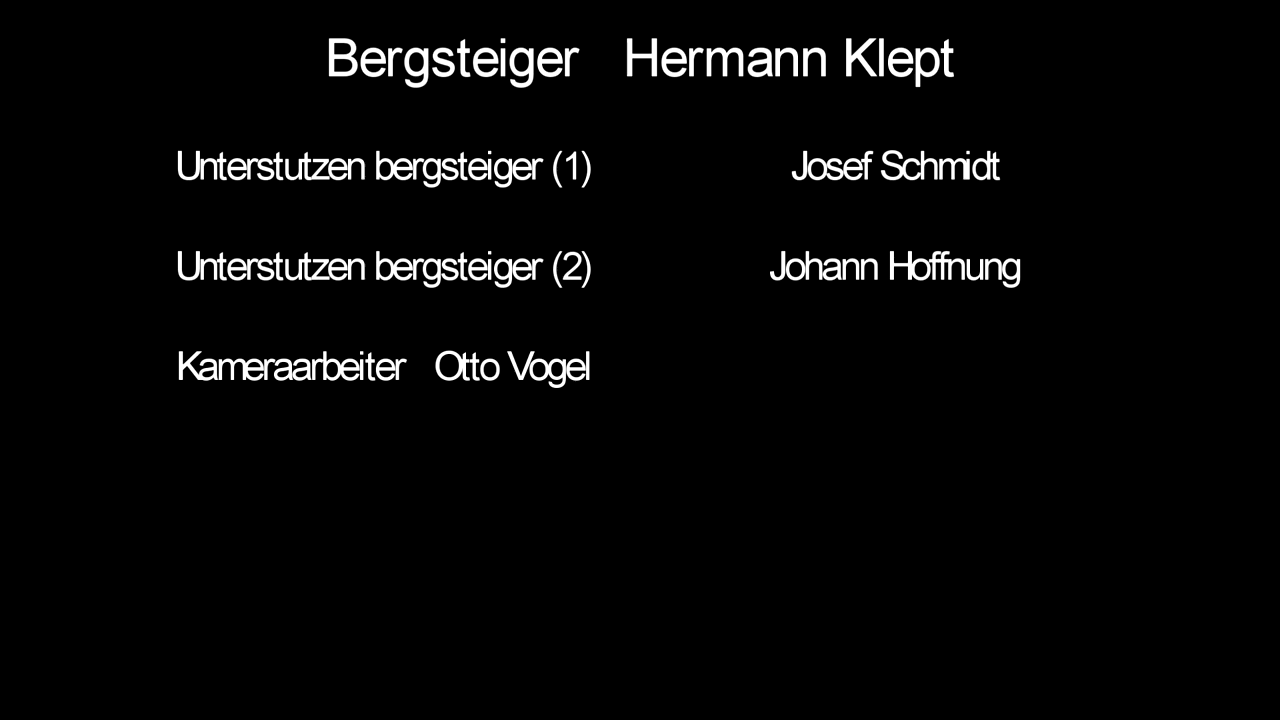 Bergsteiger Hermann Klept
Unterstutzen bergsteiger (1) Josef Schmidt
Unterstutzen bergsteiger (2) Johann Hoffnung
Kameraarbeiter Otto Vogel